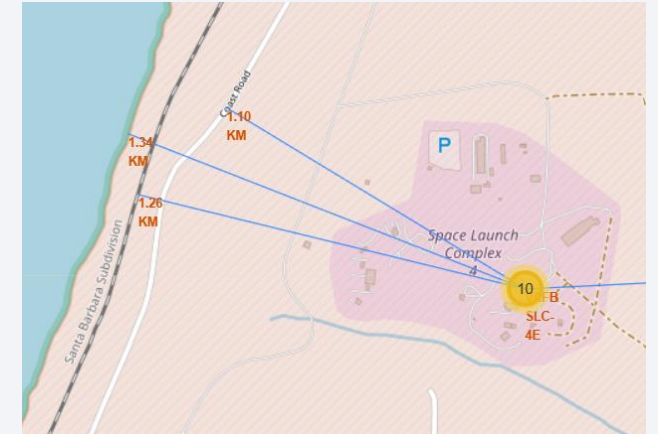 Coast Road
1.10
KM
P
1.34
KM
1.26
KM
Santa Barbara Subdivision
Space Launch
Complex
4
10
FB
SLC-
4E